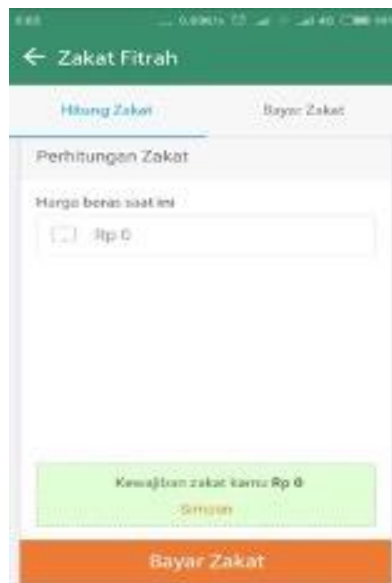 Zakat Fitrah
Hitung Zakat
Bayar Zakat
Perhitungan Zakat
Harga beras saat ini
Rp 0
Kewajiban zakat kamu Rp 0
Simpan
Bayar Zakat